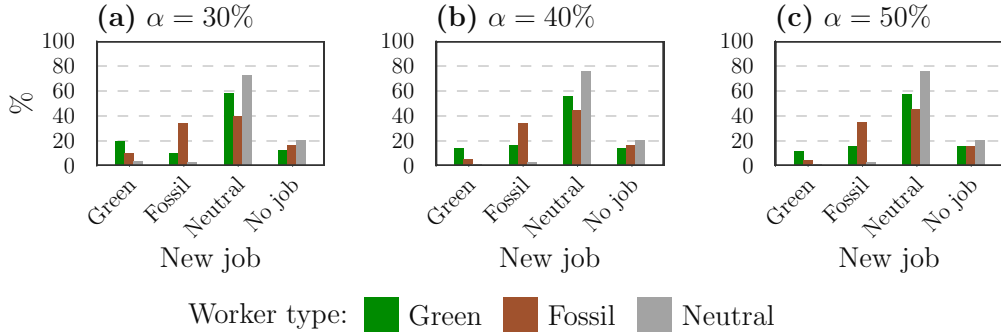 (a) α = 30%
(b) α = 40%
(c) α = 50%
%
100
80
60
40
20
0
Green
Fossil
Neutral
No job
New job
100
80
60
40
20
0
Green
Fossil
Neutral
No job
New job
100
80
60
40
20
0
Green
Fossil
Neutral
No job
New job
Worker type: Green Fossil Neutral